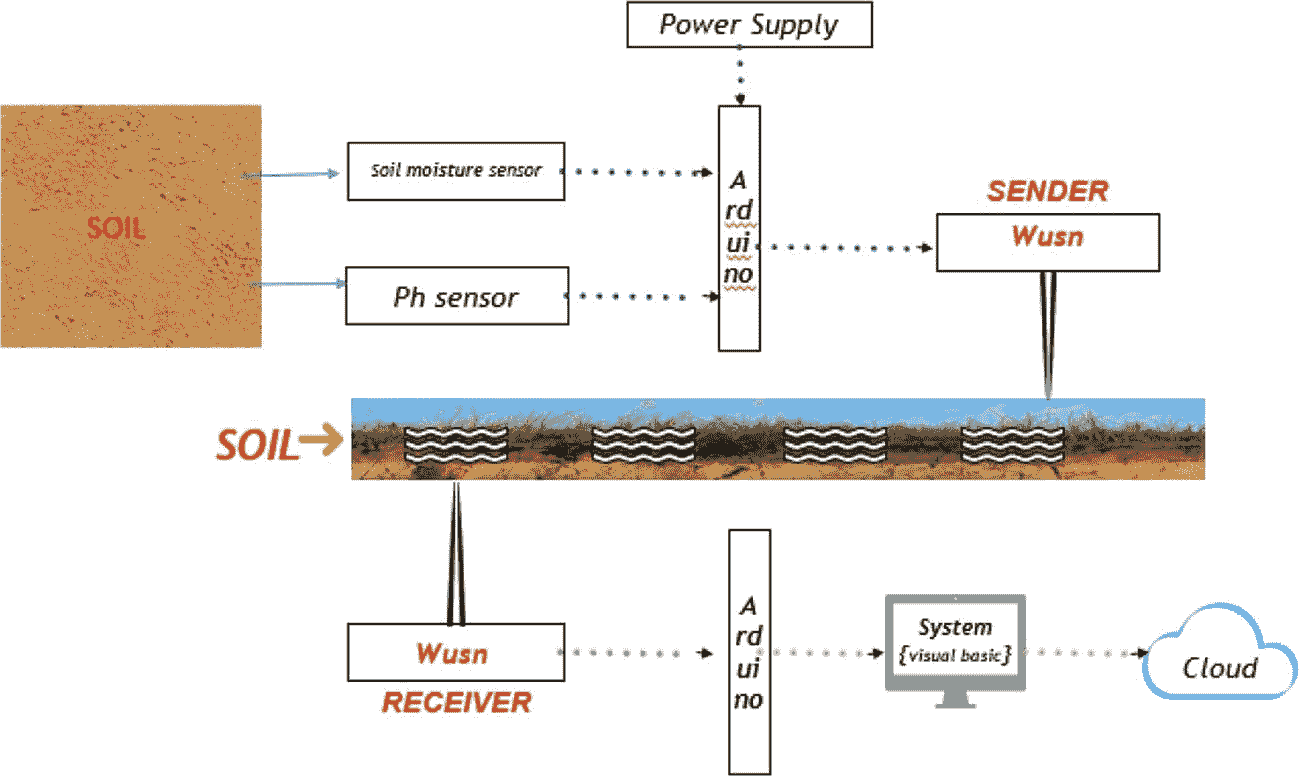 Power Supply
SOIL
Soil moisture sensor
Ph sensor
A
rd
ui
no
SENDER
Wusn
SOIL
Wusn
RECEIVER
A
rd
ui
no
System
{visual basic}
Cloud